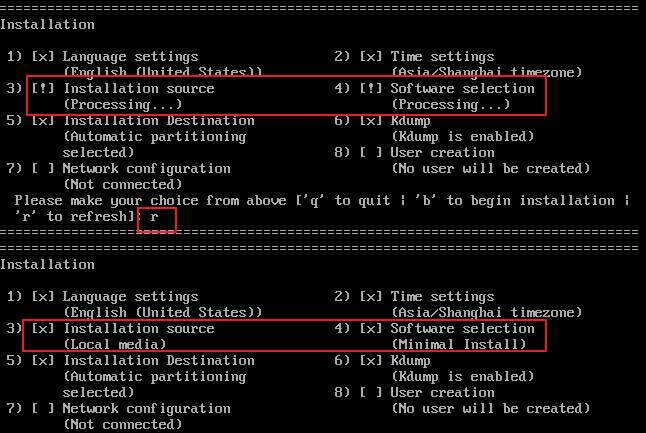 ================================================================================
Installation
1) [x] Language settings 2) [x] Time settings
(English (United States)) (Asia/Shanghai timezone)
3) [!] Installation source 4) [!] Software selection
(Processing...) (Processing...)
5) [x] Installation Destination 6) [x] Kdump
(Automatic partitioning (Kdump is enabled)
selected) 8) [ ] User creation
7) [ ] Network configuration (No user will be created)
(Not connected)
Please make your choice from above ['q' to quit | 'b' to begin installation |
'r' to refresh]: r
================================================================================
================================================================================
Installation
1) [x] Language settings 2) [x] Time settings
(English (United States)) (Asia/Shanghai timezone)
3) [x] Installation source 4) [x] Software selection
(Local media) (Minimal Install)
5) [x] Installation Destination 6) [x] Kdump
(Automatic partitioning (Kdump is enabled)
selected) 8) [ ] User creation
7) [ ] Network configuration (No user will be created)
(Not connected)